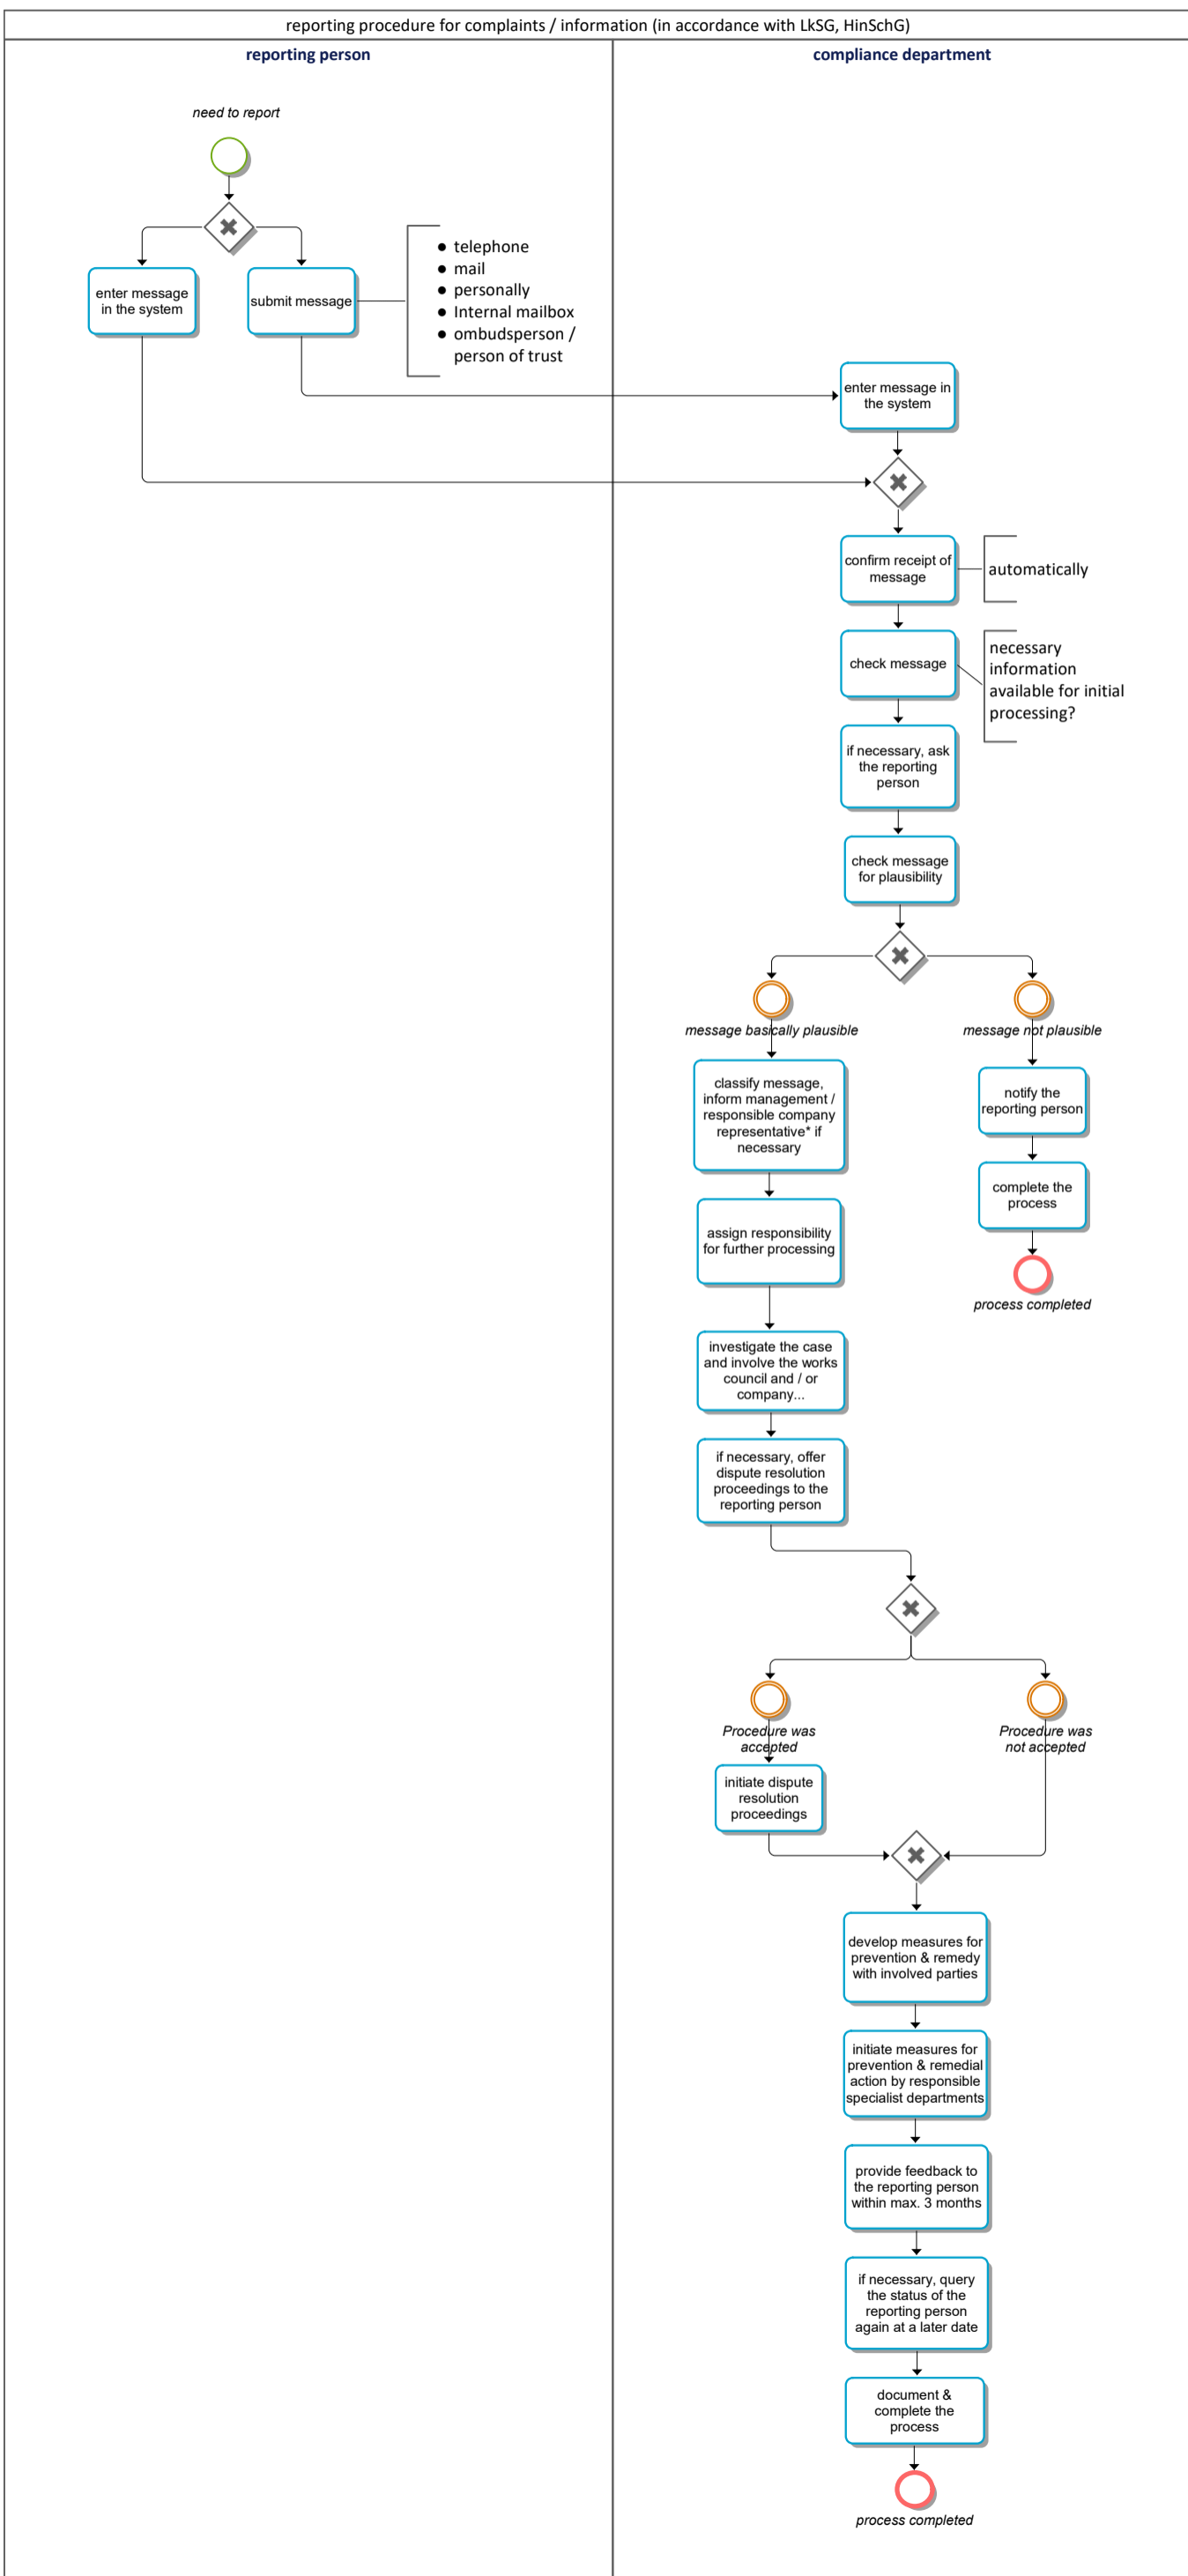 reporting procedure for complaints / information (in accordance with LkSG, HinSchG)
reporting person
compliance department
need to report
enter message
in the system
submit message
● telephone
● mail
● personally
● Internal mailbox
● ombudsperson /
person of trust
enter message in
the system
confirm receipt of
message
automatically
check message
necessary
information
available for initial
processing?
if necessary, ask
the reporting
person
check message
for plausibility
message basically plausible
message not plausible
classify message,
inform management /
responsible company
representative* if
necessary
notify the
reporting person
complete the
process
assign responsibility
for further processing
process completed
investigate the case
and involve the works
council and / or
company...
if necessary, offer
dispute resolution
proceedings to the
reporting person
Procedure was
accepted
Procedure was
not accepted
initiate dispute
resolution
proceedings
develop measures for
prevention & remedy
with involved parties
initiate measures for
prevention & remedial
action by responsible
specialist departments
provide feedback to
the reporting person
within max. 3 months
if necessary, query
the status of the
reporting person
again at a later date
document &
complete the
process
process completed